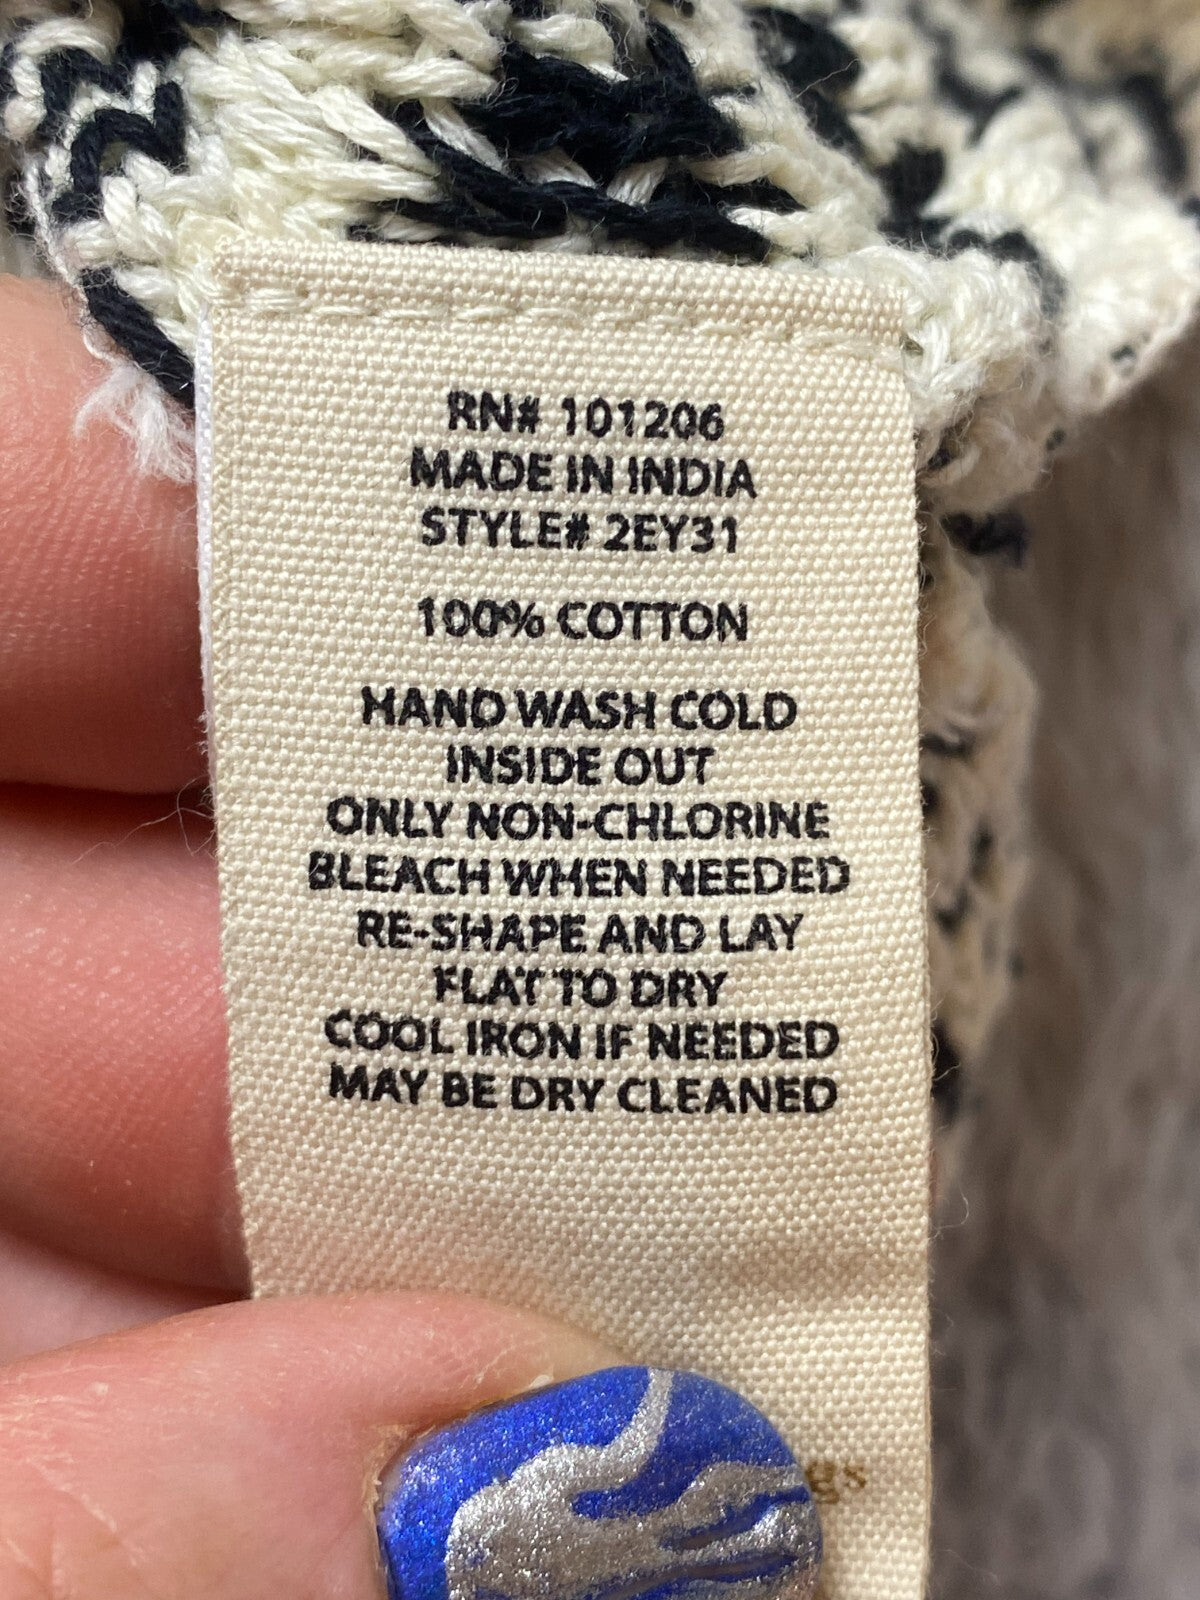 RN# 101206
MADE IN INDIA
STYLE# 2EY31
100% COTTON
HAND WASH COLD
INSIDE OUT
ONLY NON-CHLORINE
BLEACH WHEN NEEDED
RE-SHAPE AND LAY
FLAT TO DRY
COOL IRON IF NEEDED
MAY BE DRY CLEANED